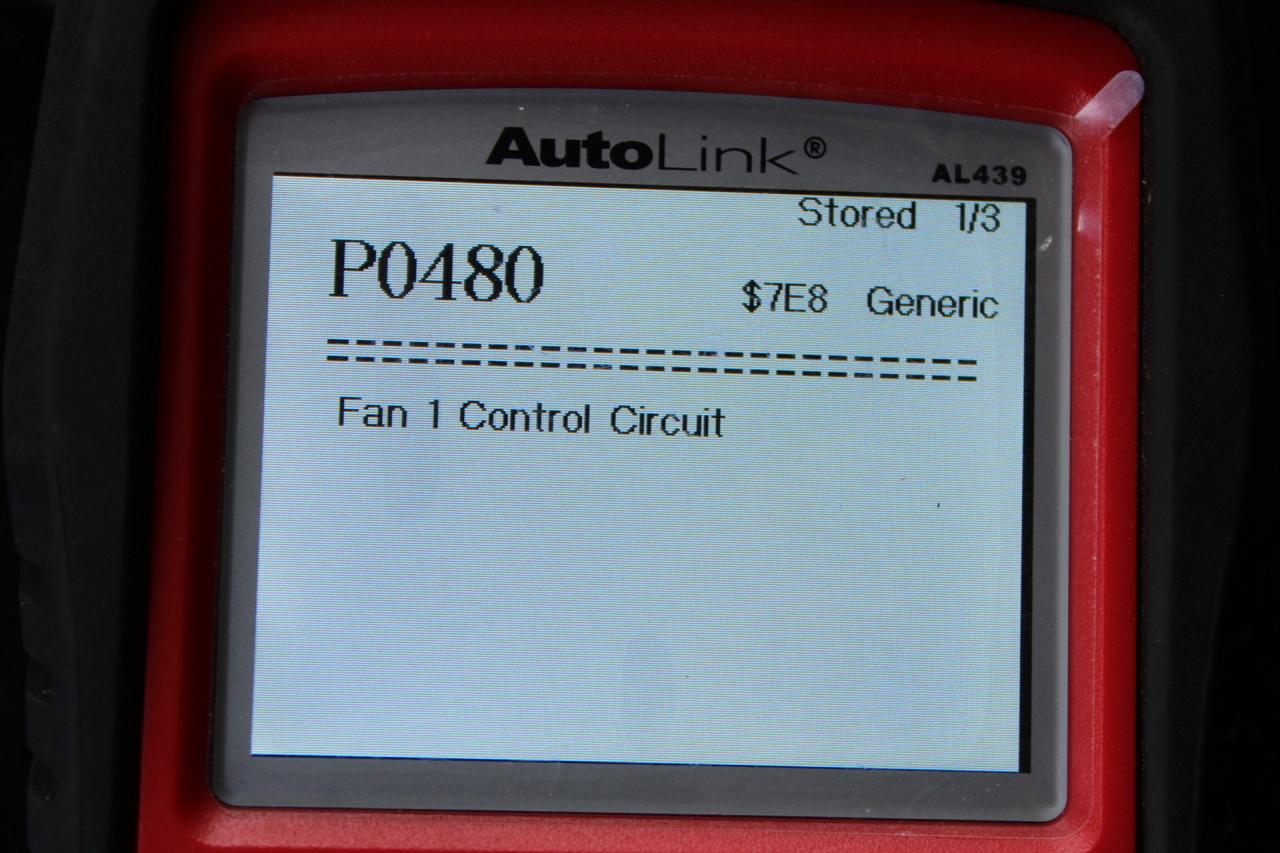 AutoLink®
AL439
Stored 1/3
P0480
$7E8 Generic
====================
Fan 1 Control Circuit